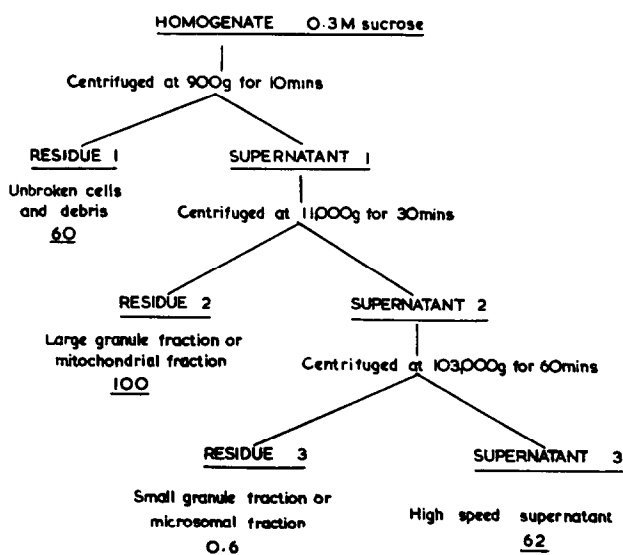 HOMOGENATE 0·3M sucrose
Centrifuged at 900g for 10mins
RESIDUE 1
SUPERNATANT 1
Unbroken cells
and debris
60
Centrifuged at 11,000g for 30mins
RESIDUE 2
SUPERNATANT 2
Large granule fraction or
mitochondrial fraction
100
Centrifuged at 103,000g for 60mins
RESIDUE 3
SUPERNATANT 3
Small granule fraction or
microsomal fraction
0.6
High speed supernatant
62